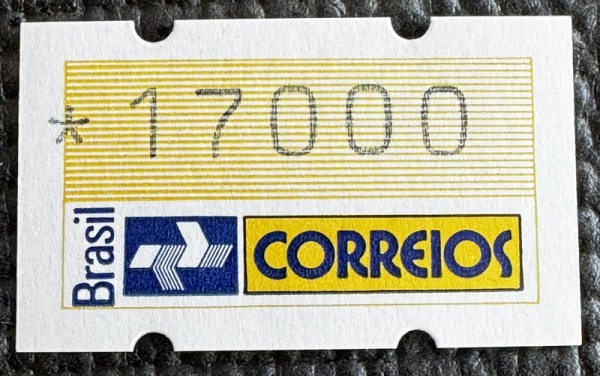 *17000
Brasil
CORREIOS